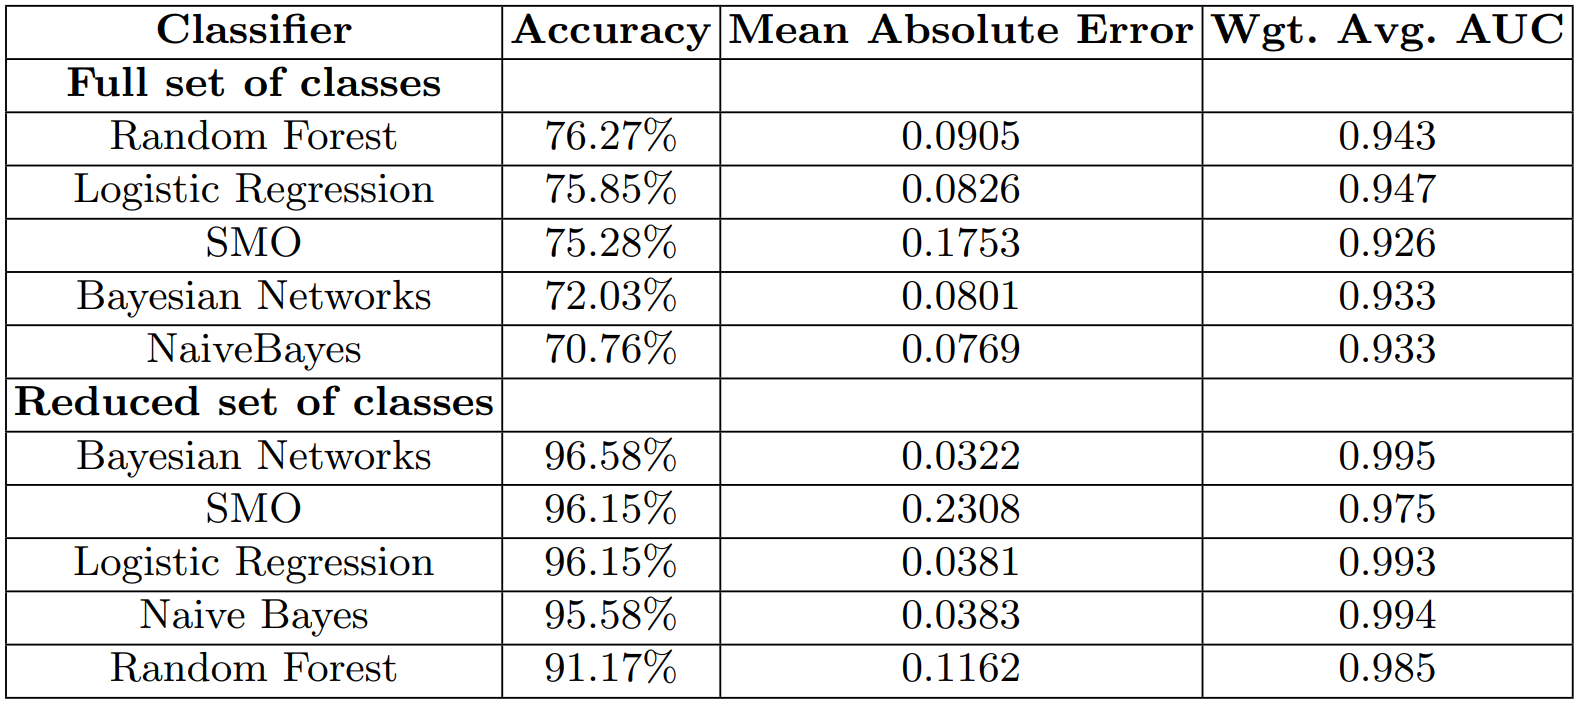 Classifier Accuracy Mean Absolute Error Wgt. Avg. AUC
Full set of classes
Random Forest 76.27% 0.0905 0.943
Logistic Regression 75.85% 0.0826 0.947
SMO 75.28% 0.1753 0.926
Bayesian Networks 72.03% 0.0801 0.933
NaiveBayes 70.76% 0.0769 0.933
Reduced set of classes
Bayesian Networks 96.58% 0.0322 0.995
SMO 96.15% 0.2308 0.975
Logistic Regression 96.15% 0.0381 0.993
Naive Bayes 95.58% 0.0383 0.994
Random Forest 91.17% 0.1162 0.985